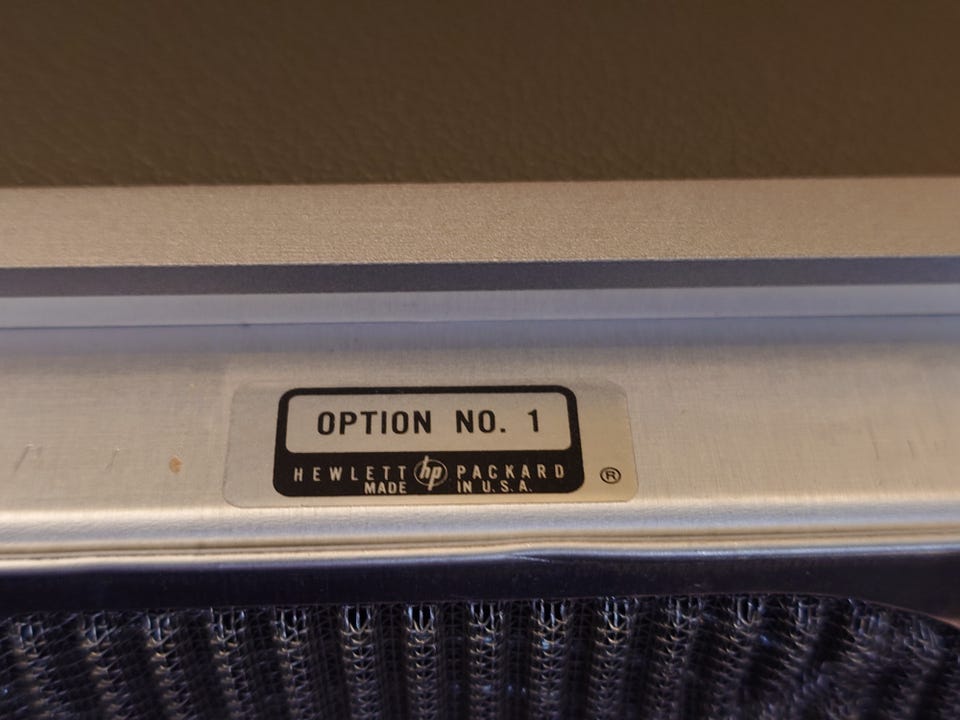 OPTION NO. 1
HEWLETT hp PACKARD ®
MADE IN U.S.A.